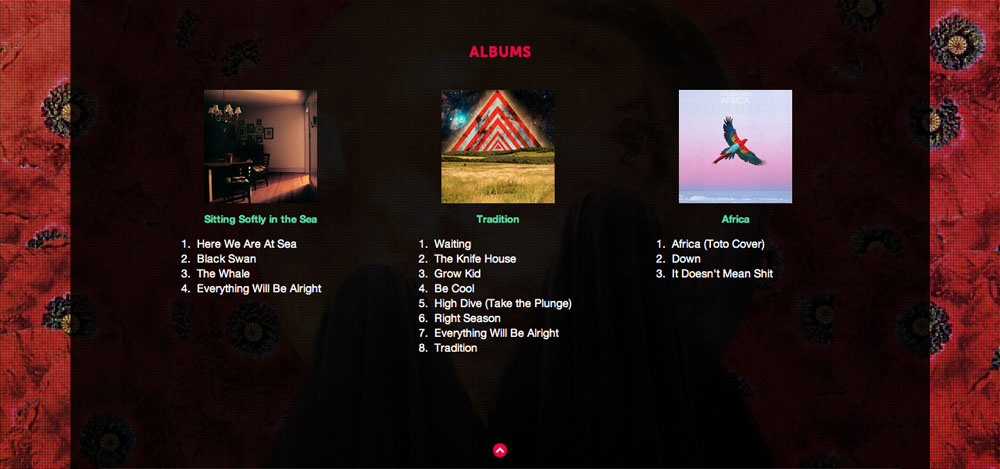 ALBUMS
AFRICA
Sitting Softly in the Sea
1. Here We Are At Sea
2. Black Swan
3. The Whale
4. Everything Will Be Alright
Tradition
1. Waiting
2. The Knife House
3. Grow Kid
4. Be Cool
5. High Dive (Take the Plunge)
6. Right Season
7. Everything Will Be Alright
8. Tradition
Africa
1. Africa (Toto Cover)
2. Down
3. It Doesn't Mean Shit